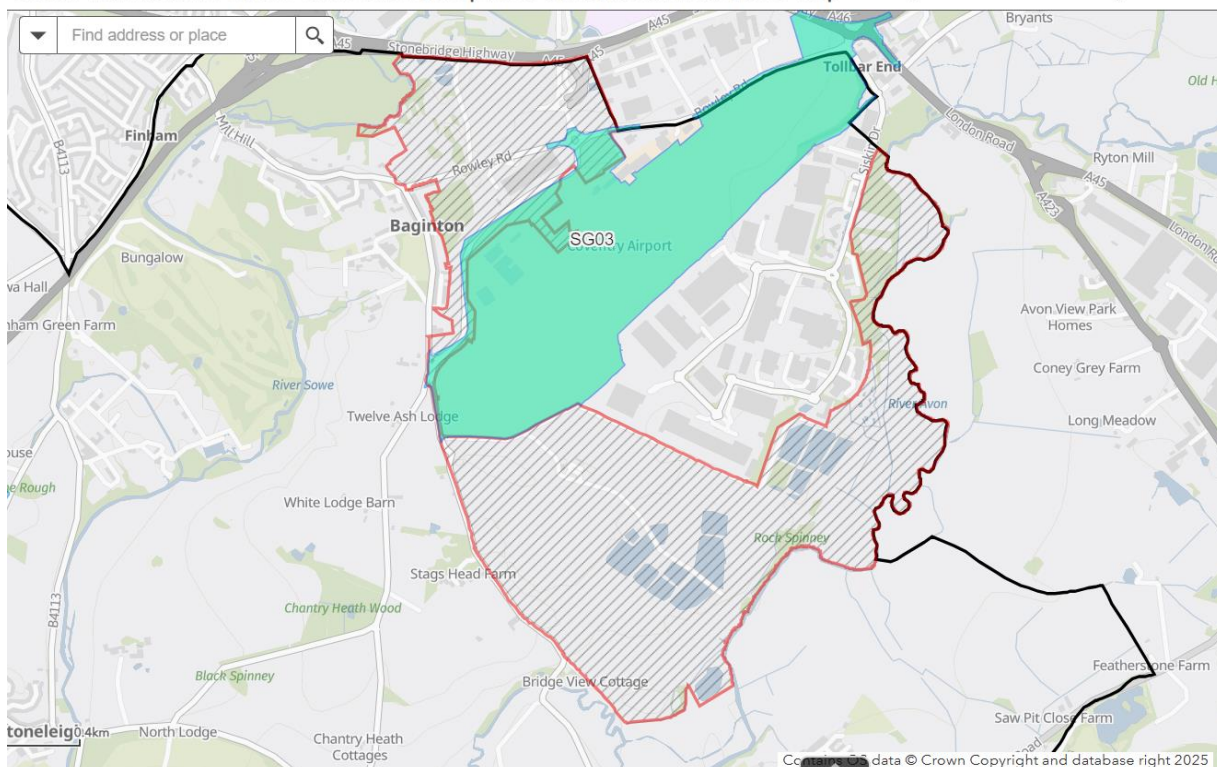 Find address or place
A45
Stonebridge Highway
A45
A45
A46
Bryants
Tollbar End
Old H
Rowley Rd
London Road
Finham
Mill Hill
B4113
Siskin Dr
Ryton Mill
A45
Rowley Rd
A423
Baginton
London Ro
SG03
Coventry Airport
Bungalow
wa Hall
Avon View Park
Homes
nham Green Farm
Coney Grey Farm
River Sowe
River Avon
Twelve Ash Lodge
Long Meadow
ouse
e Rough
White Lodge Barn
Rock Spinney
Stags Head Farm
Chantry Heath Wood
B4113
Featherstone Farm
Black Spinney
Bridge View Cottage
Saw Pit Close Farm
toneleig
0.4km
North Lodge
Chantry Heath
Cottages
Contains OS data © Crown Copyright and database right 2025